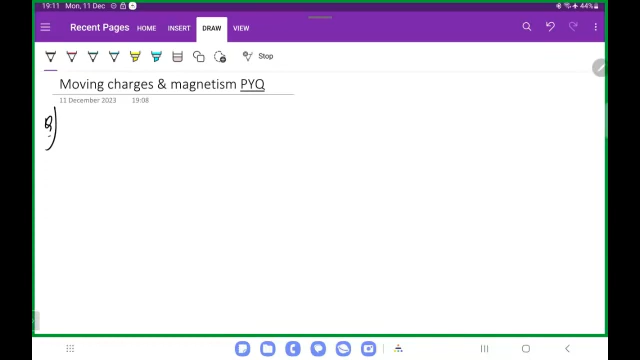 19:11 Mon, 11 Dec 44%
Recent Pages HOME INSERT DRAW VIEW
Stop
Moving charges & magnetism PYQ
11 December 2023 19:08
Q)